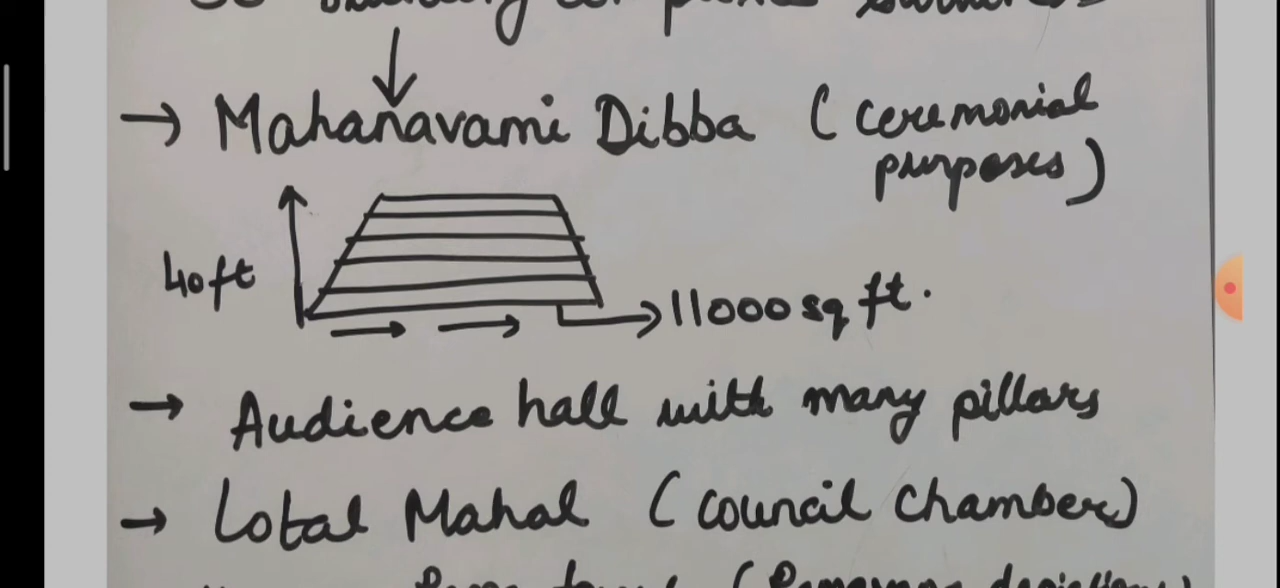 → Mahanavami Dibba (ceremonial
purposes)
40ft
→ 11000 sq ft.
→ Audience hall with many pillars
→ Lotal Mahal (council chamber)